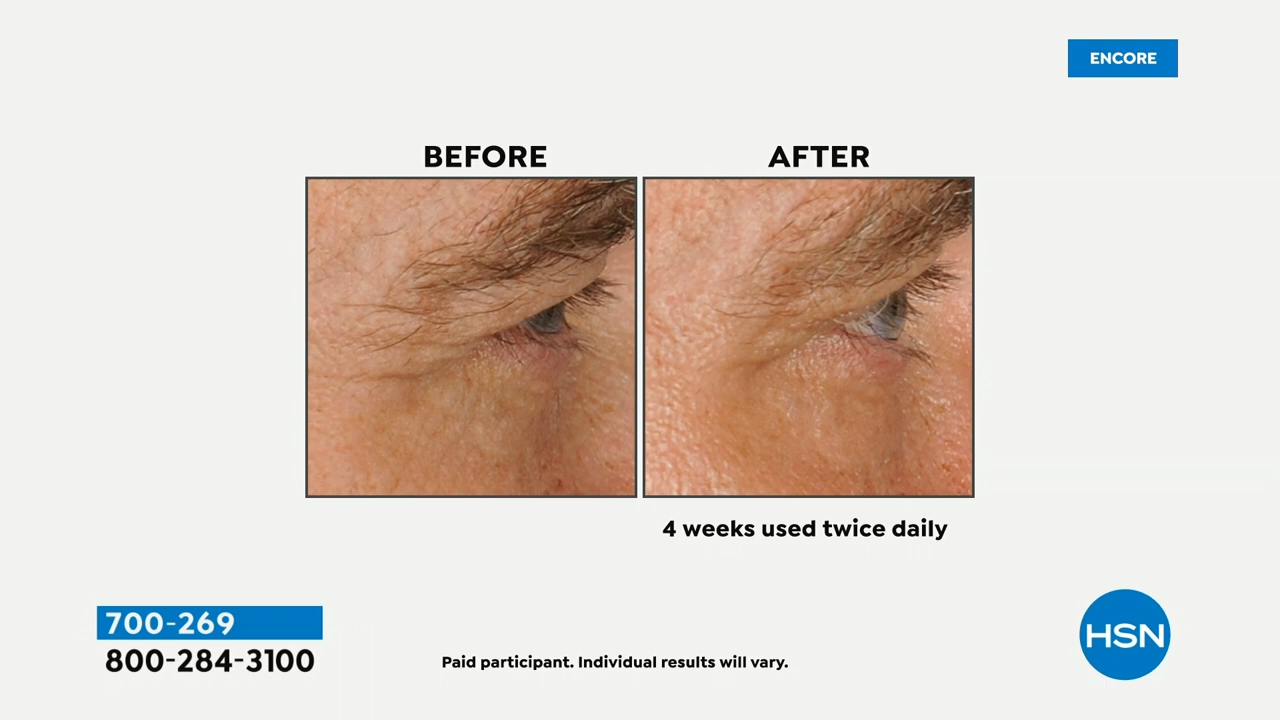 ENCORE
BEFORE
AFTER
4 weeks used twice daily
700-269
800-284-3100
Paid participant. Individual results will vary.
HSN